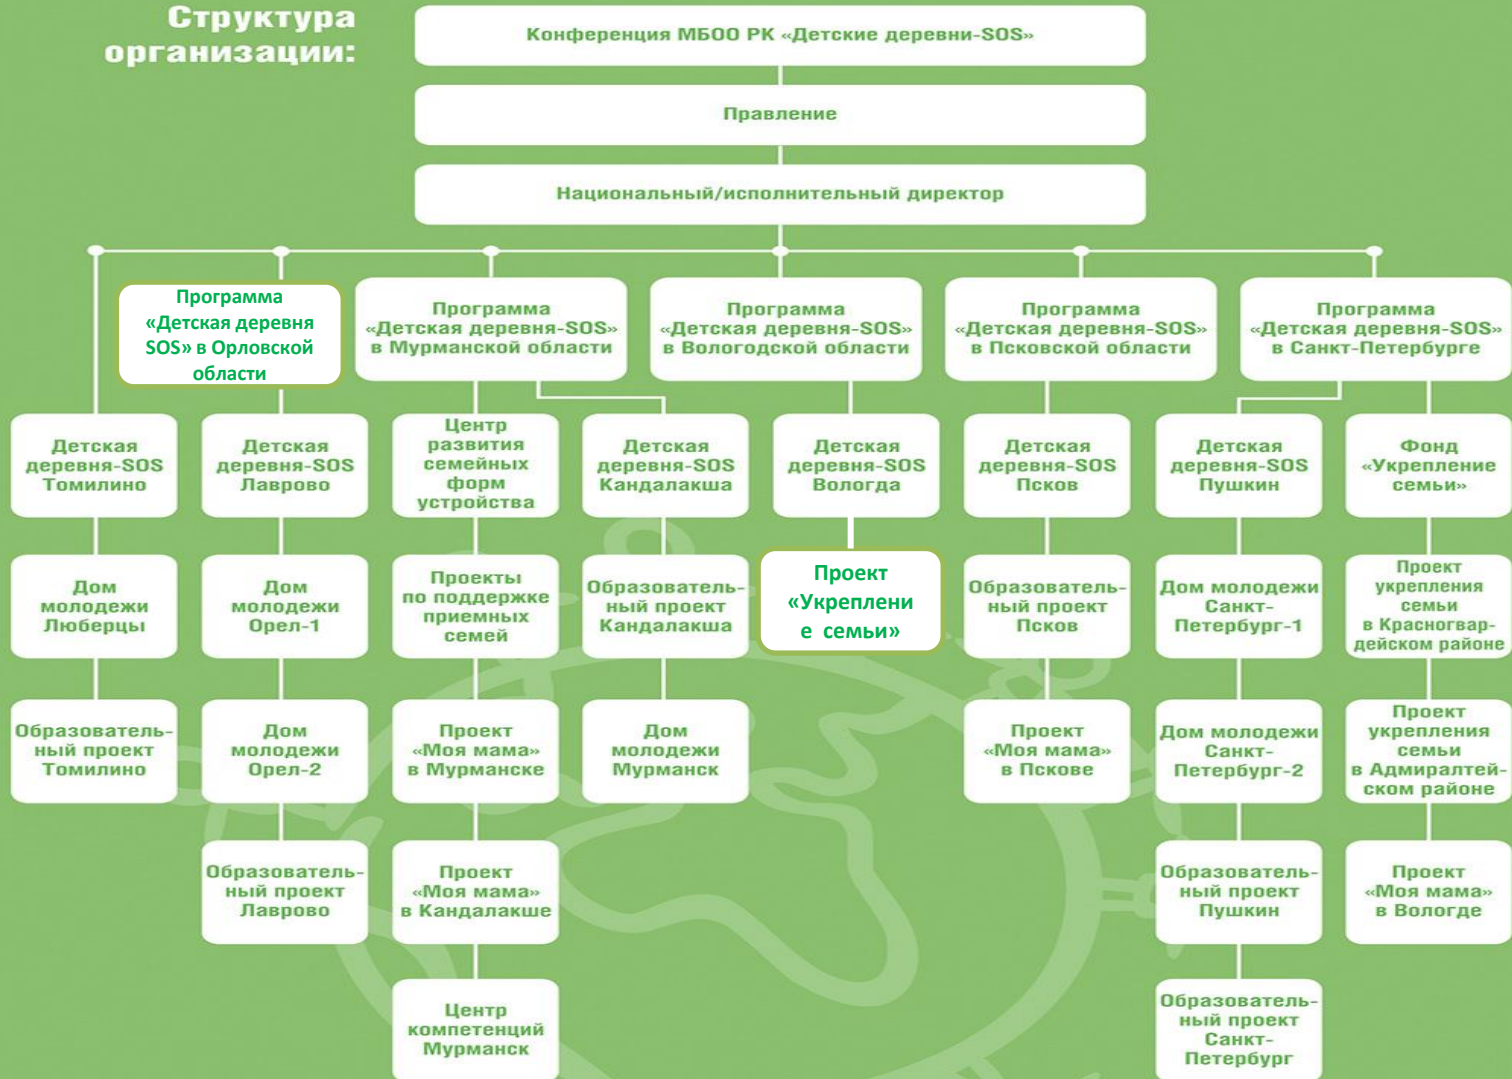 Структура
организации:
Конференция МБОО РК «Детские деревни-SOS»
Правление
Национальный/исполнительный директор
Программа
«Детская деревня
SOS» в Орловской
области
Программа
«Детская деревня-SOS»
в Мурманской области
Программа
«Детская деревня-SOS»
в Вологодской области
Программа
«Детская деревня-SOS»
в Псковской области
Программа
«Детская деревня-SOS»
в Санкт-Петербурге
Детская
деревня-SOS
Томилино
Детская
деревня-SOS
Лаврово
Центр
развития
семейных
форм
устройства
Детская
деревня-SOS
Кандалакша
Детская
деревня-SOS
Вологда
Детская
деревня-SOS
Псков
Детская
деревня-SOS
Пушкин
Фонд
«Укрепление
семьи»
Дом
молодежи
Люберцы
Дом
молодежи
Орел-1
Проекты
по поддержке
приемных
семей
Образователь-
ный проект
Кандалакша
Проект
«Укреплени
е семьи»
Образователь-
ный проект
Псков
Дом молодежи
Санкт-
Петербург-1
Проект
укрепления
семьи
в Красногвар-
дейском районе
Образователь-
ный проект
Томилино
Дом
молодежи
Орел-2
Проект
«Моя мама»
в Мурманске
Дом
молодежи
Мурманск
Проект
«Моя мама»
в Пскове
Дом молодежи
Санкт-
Петербург-2
Проект
укрепления
семьи
в Адмиралтей-
ском районе
Образователь-
ный проект
Лаврово
Проект
«Моя мама»
в Кандалакше
Образователь-
ный проект
Пушкин
Проект
«Моя мама»
в Вологде
Центр
компетенций
Мурманск
Образователь-
ный проект
Санкт-
Петербург